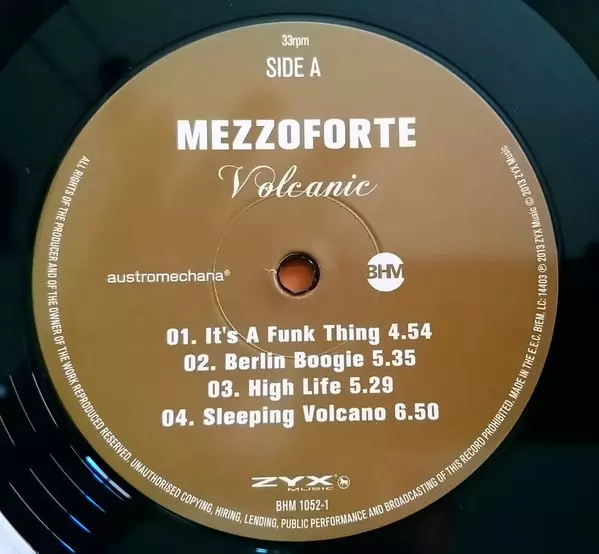 33rpm
SIDE A
MEZZOFORTE
Volcanic
austromechana®
BHM
01. It's A Funk Thing 4.54
02. Berlin Boogie 5.35
03. High Life 5.29
04. Sleeping Volcano 6.50
ZYX®
MUSIC
BHM 1052-1
ALL RIGHTS OF THE PRODUCER AND OF THE OWNER OF THE WORK REPRODUCED RESERVED. UNAUTHORISED COPYING, HIRING, LENDING, PUBLIC PERFORMANCE AND BROADCASTING OF THIS RECORD PROHIBITED. MADE IN THE E.E.C. BIEM. LC: 14403 ℗ 2013 ZYX Music © 2013 ZYX Music